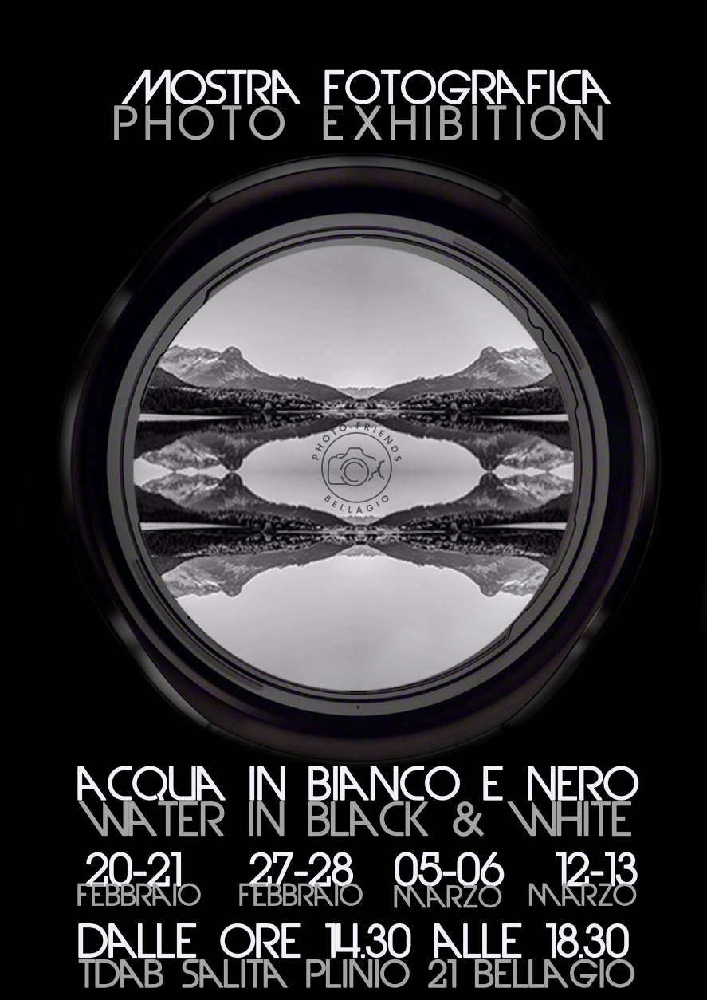 MOSTRA FOTOGRAFICA
PHOTO EXHIBITION
PHOTO FRIENDS
BELLAGIO
ACQUA IN BIANCO E NERO
WATER IN BLACK & WHITE
20-21 27-28 05-06 12-13
FEBBRAIO FEBBRAIO MARZO MARZO
DALLE ORE 14.30 ALLE 18.30
TDAB SALITA PLINIO 21 BELLAGIO